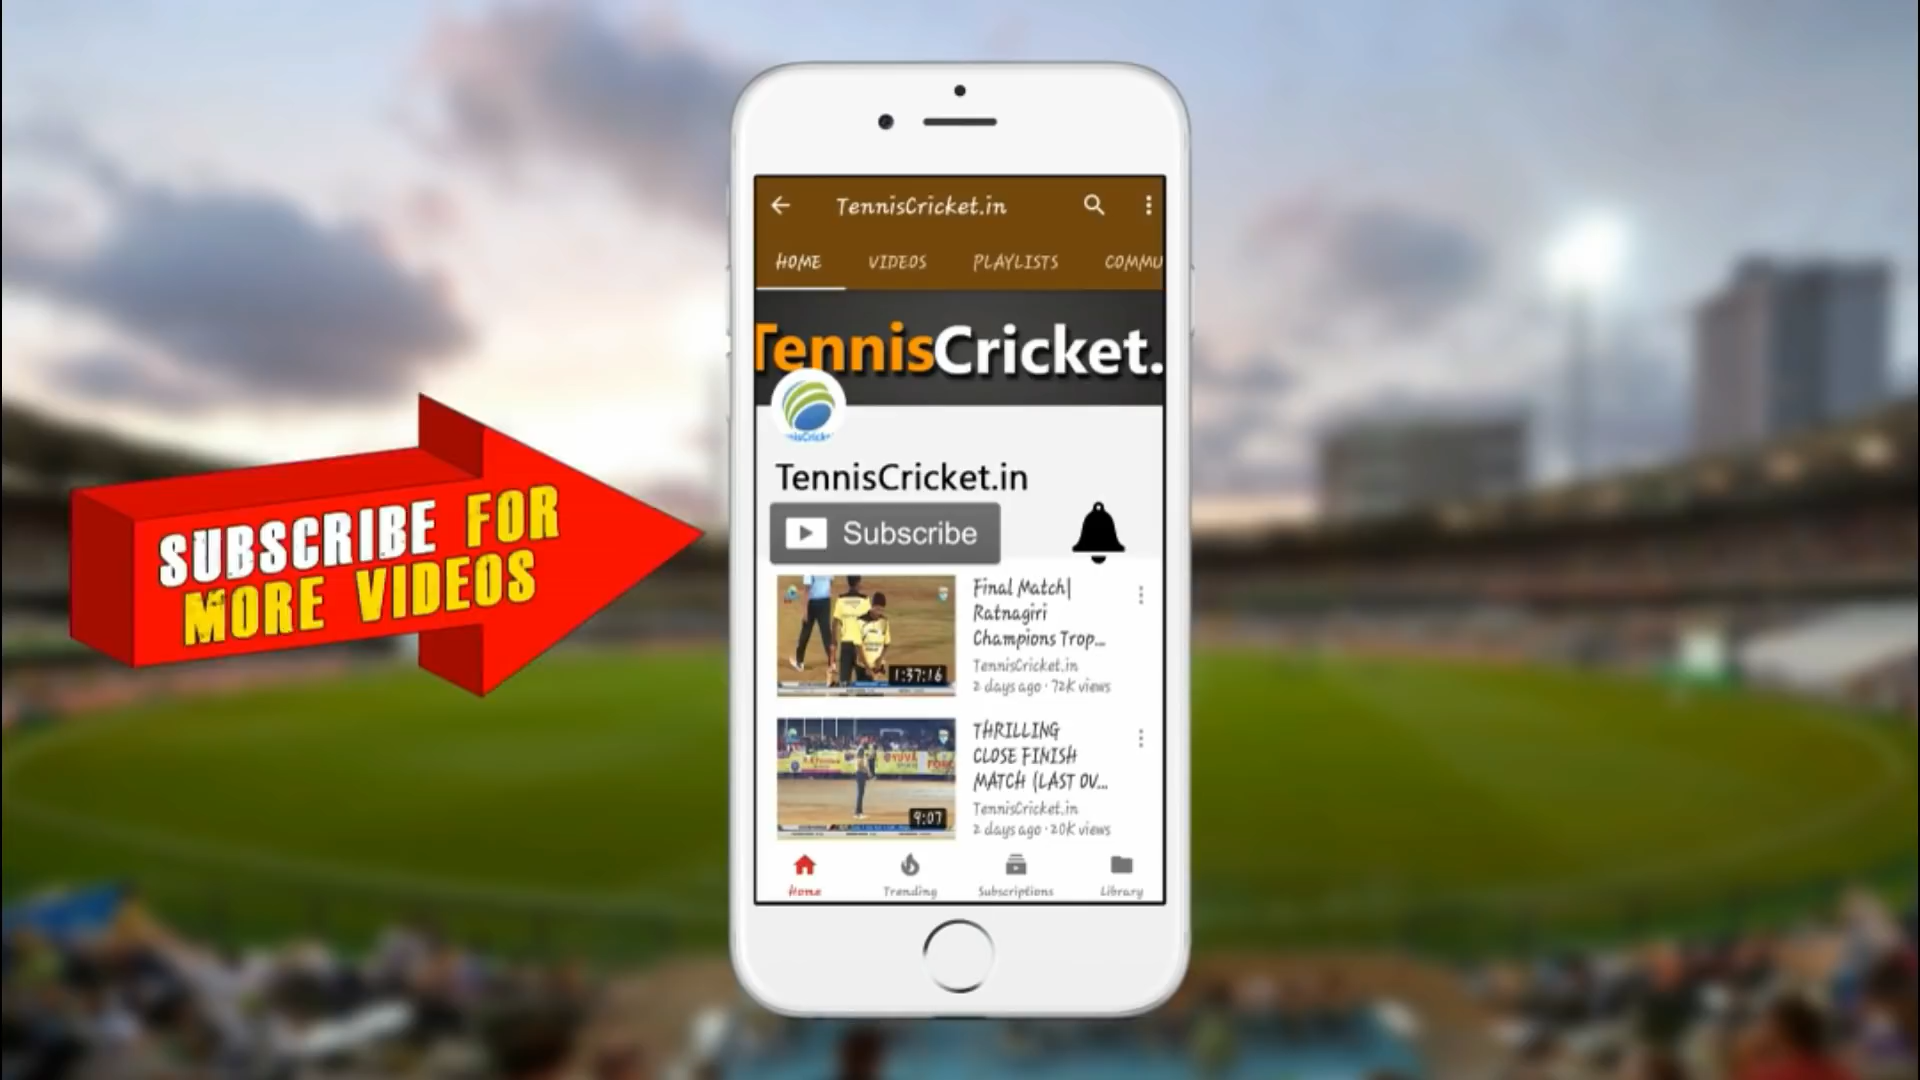 SUBSCRIBE FOR
MORE VIDEOS
TennisCricket.in
HOME VIDEOS PLAYLISTS COMMU
TennisCricket.
TennisCricket.in
Subscribe
Final Match|
Ratnagiri
Champions Trop...
TennisCricket.in
2 days ago · 72K views
1:37:16
THRILLING
CLOSE FINISH
MATCH (LAST OV...
TennisCricket.in
2 days ago · 20K views
9:07
Home Trending Subscriptions Library